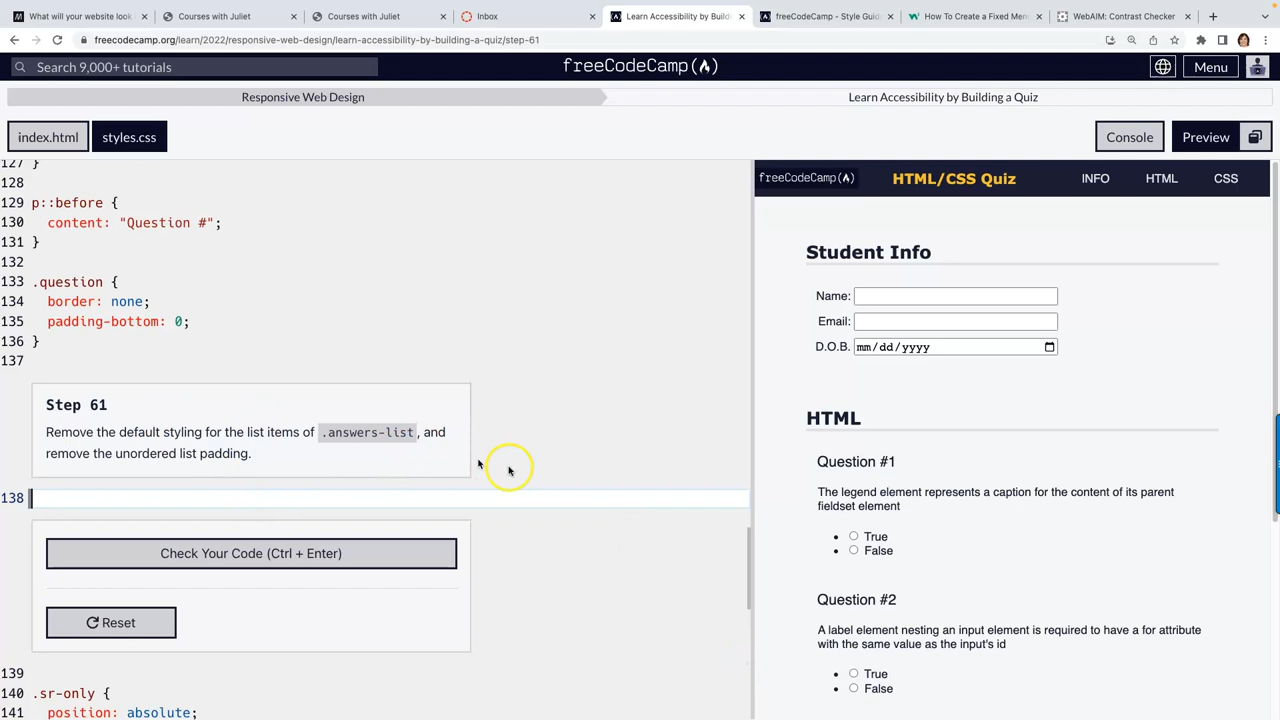 What will your website look
Courses with Juliet
Courses with Juliet
Inbox
Learn Accessibility by Build
freeCodeCamp - Style Guid
How To Create a Fixed Men
WebAIM: Contrast Checker
freecodecamp.org/learn/2022/responsive-web-design/learn-accessibility-by-building-a-quiz/step-61
Search 9,000+ tutorials
freeCodeCamp
Menu
Responsive Web Design
Learn Accessibility by Building a Quiz
index.html
styles.css
Console
Preview
127 }
128
129 p::before {
130 content: "Question #";
131 }
132
133 .question {
134 border: none;
135 padding-bottom: 0;
136 }
137
Step 61
Remove the default styling for the list items of .answers-list, and
remove the unordered list padding.
138
Check Your Code (Ctrl + Enter)
Reset
139
140 .sr-only {
141 position: absolute;
freeCodeCamp
HTML/CSS Quiz
INFO
HTML
CSS
Student Info
Name:
Email:
D.O.B. mm/dd/yyyy
HTML
Question #1
The legend element represents a caption for the content of its parent
fieldset element
True
False
Question #2
A label element nesting an input element is required to have a for attribute
with the same value as the input's id
True
False